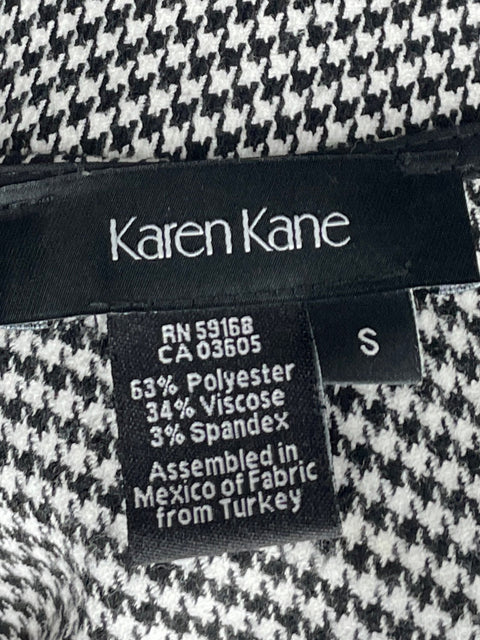 Karen Kane
S
RN 59168
CA 03605
63% Polyester
34% Viscose
3% Spandex
Assembled in
Mexico of Fabric
from Turkey